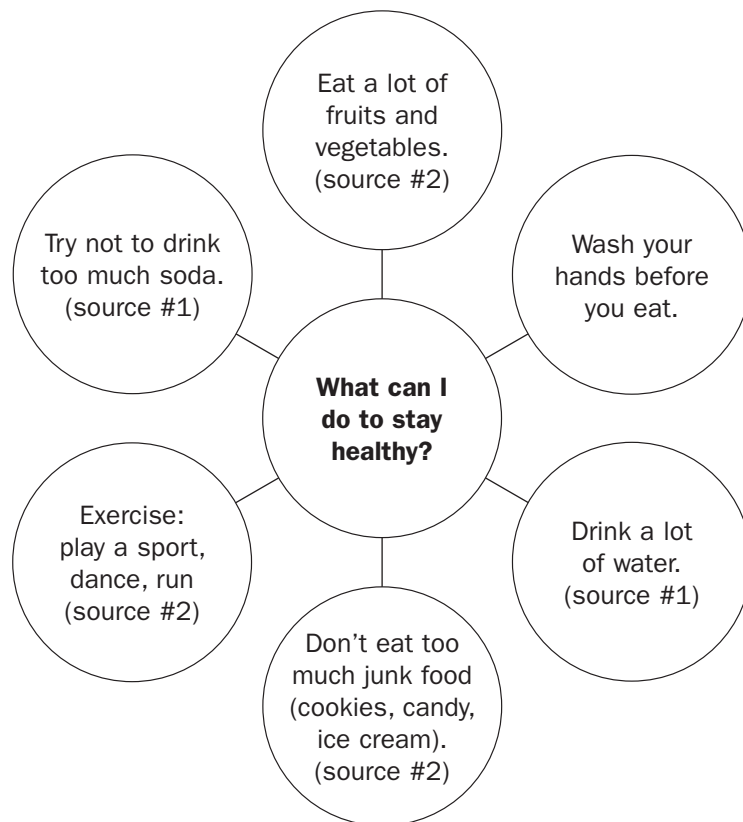 Eat a lot of
fruits and
vegetables.
(source #2)
Try not to drink
too much soda.
(source #1)
Wash your
hands before
you eat.
What can I
do to stay
healthy?
Exercise:
play a sport,
dance, run
(source #2)
Drink a lot
of water.
(source #1)
Don’t eat too
much junk food
(cookies, candy,
ice cream).
(source #2)